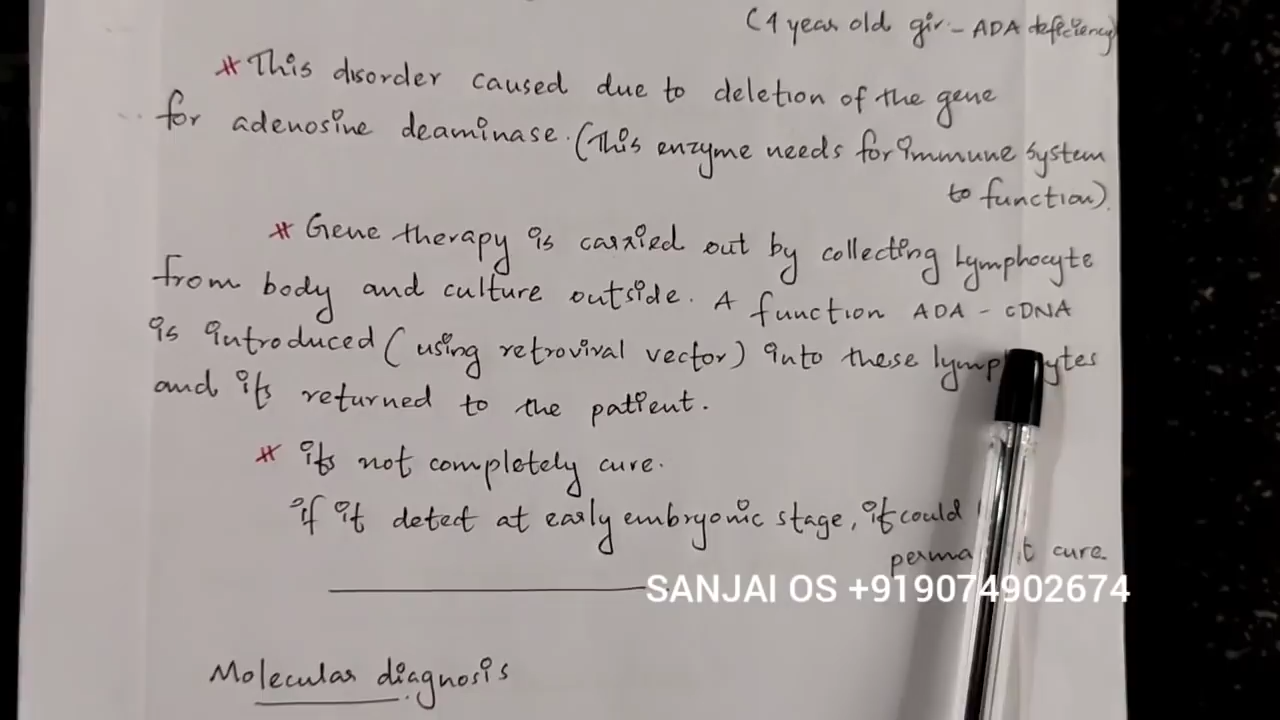 (4 year old gir - ADA deficiency)
* This disorder caused due to deletion of the gene
for adenosine deaminase. (This enzyme needs for immune system
to function).
* Gene therapy is carried out by collecting Lymphocyte
from body and culture outside. A function ADA - cDNA
is introduced (using retroviral vector) into these
and its returned to the patient.
* its not completely cure.
if it detect at early embryonic stage, it could
cure
SANJAI OS +919074902674
Molecular diagnosis